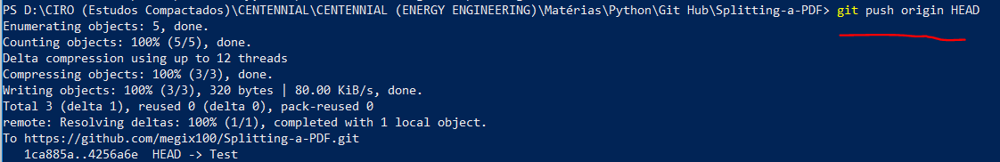 PS D:\CIRO (Estudos Compactados)\CENTENNIAL\CENTENNIAL (ENERGY ENGINEERING)\Matérias\Python\Git Hub\Splitting-a-PDF> git push origin HEAD
Enumerating objects: 5, done.
Counting objects: 100% (5/5), done.
Delta compression using up to 12 threads
Compressing objects: 100% (3/3), done.
Writing objects: 100% (3/3), 320 bytes | 80.00 KiB/s, done.
Total 3 (delta 1), reused 0 (delta 0), pack-reused 0
remote: Resolving deltas: 100% (1/1), completed with 1 local object.
To https://github.com/megix100/Splitting-a-PDF.git
   1ca885a..4256a6e  HEAD -> Test